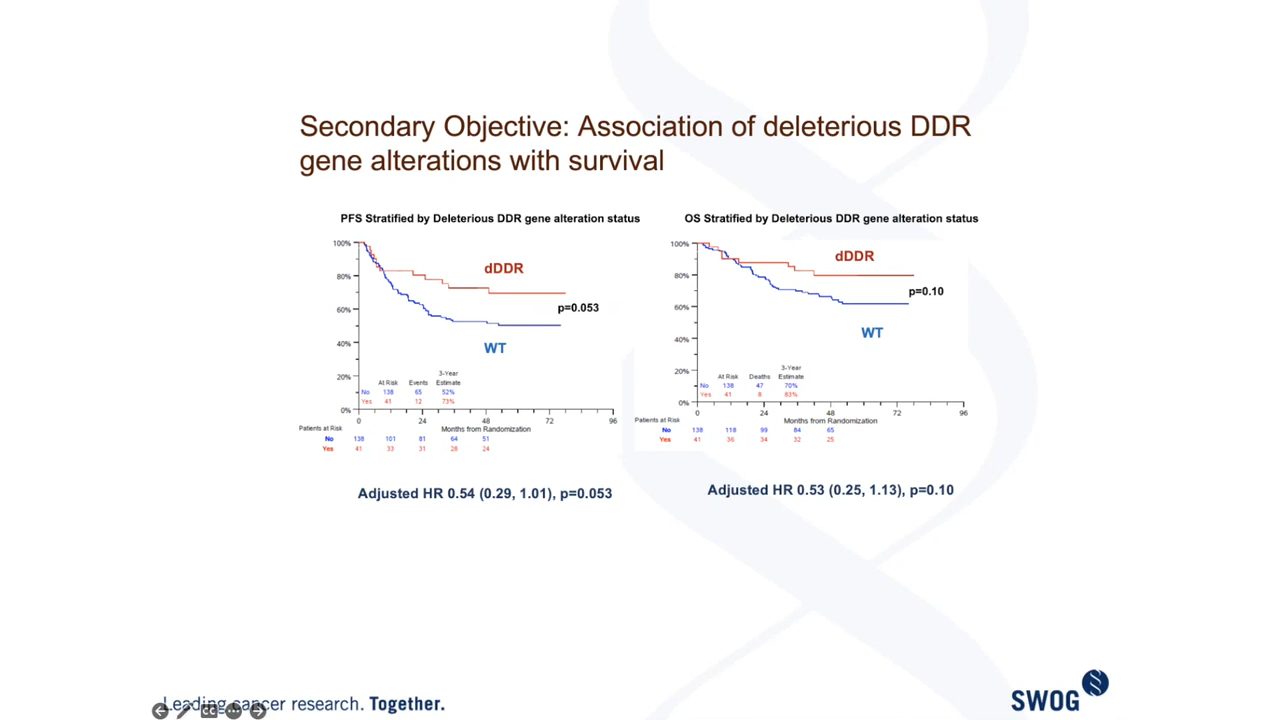 Secondary Objective: Association of deleterious DDR
gene alterations with survival
PFS Stratified by Deleterious DDR gene alteration status
100%
80%
60%
40%
20%
0%
dDDR
p=0.053
WT
3-Year
At Risk Events Estimate
No 138 65 52%
Yes 41 12 73%
0 24 48 72 96
Months from Randomization
Patients at Risk
No 138 101 81 64 51
Yes 41 33 31 28 24
Adjusted HR 0.54 (0.29, 1.01), p=0.053
OS Stratified by Deleterious DDR gene alteration status
100%
80%
60%
40%
20%
0%
dDDR
p=0.10
WT
3-Year
At Risk Deaths Estimate
No 138 47 70%
Yes 41 8 83%
0 24 48 72 96
Months from Randomization
Patients at Risk
No 138 118 99 84 65
Yes 41 36 34 32 25
Adjusted HR 0.53 (0.25, 1.13), p=0.10
Leading cancer research. Together.
CC
SWOG